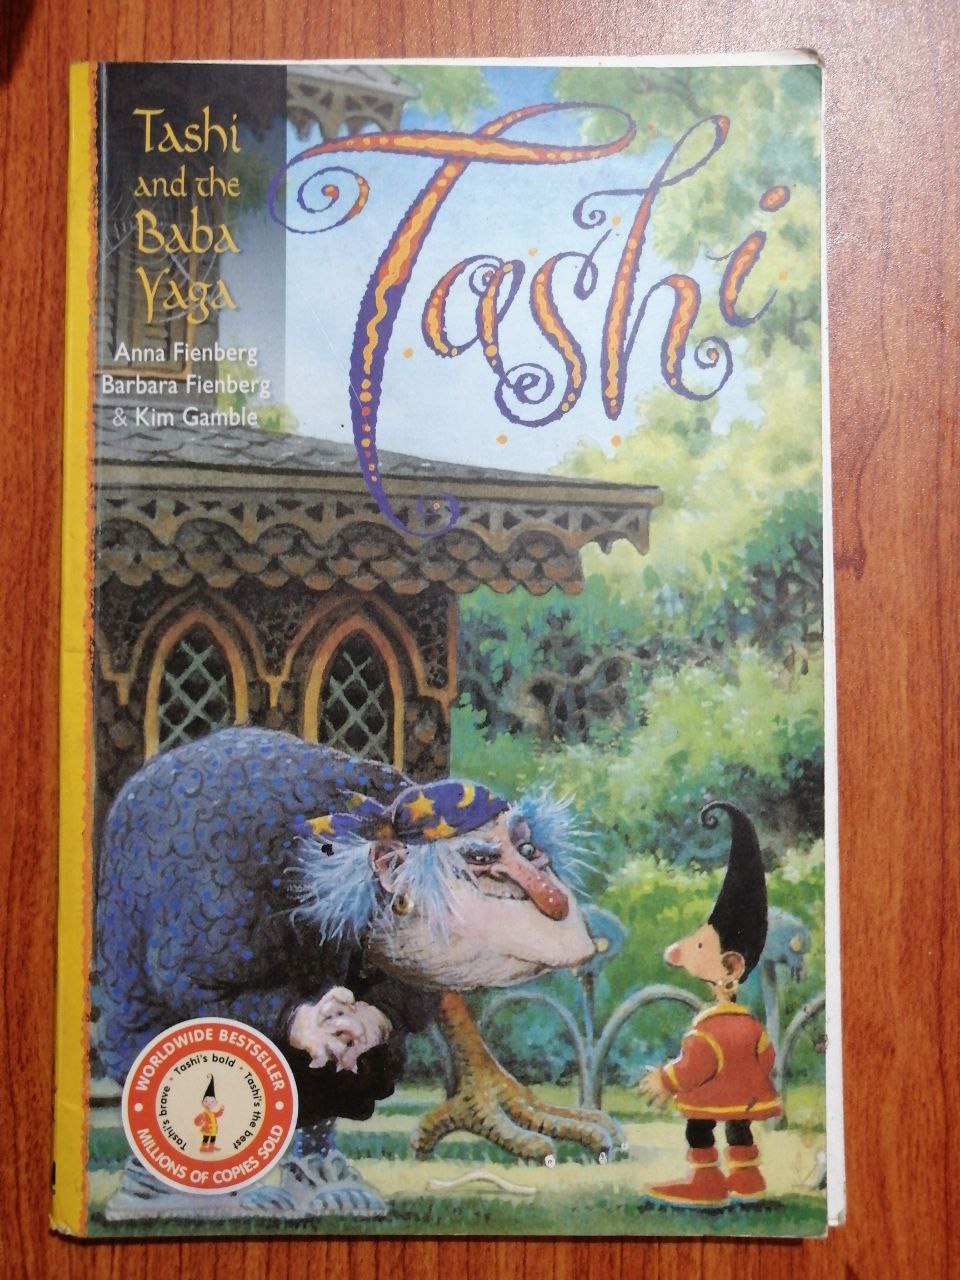 Tashi
and the
Baba
Yaga
Anna Fienberg
Barbara Fienberg
& Kim Gamble
Tashi
WORLDWIDE BESTSELLER
Tashi's brave • Tashi's bold • Tashi's the best
MILLIONS OF COPIES SOLD